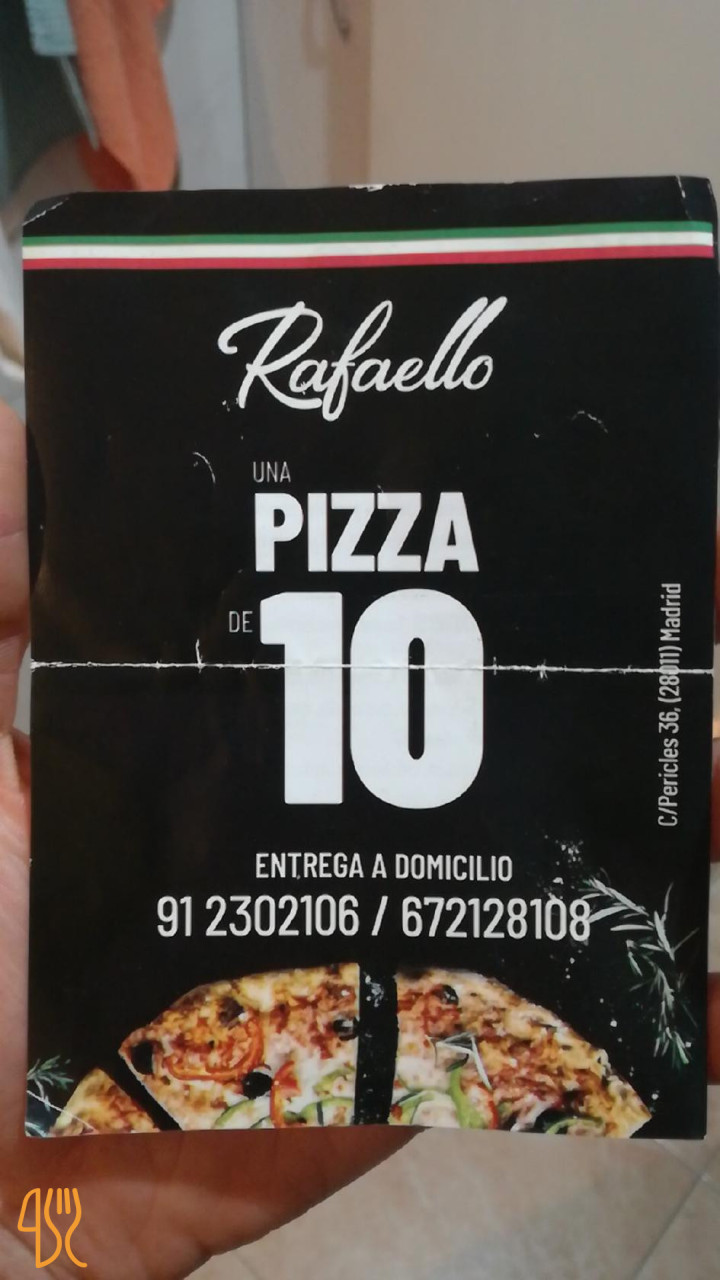 Rafaello
UNA
PIZZA
DE 10
ENTREGA A DOMICILIO
91 2302106 / 672128108
C/Pericles 36, (28011) Madrid